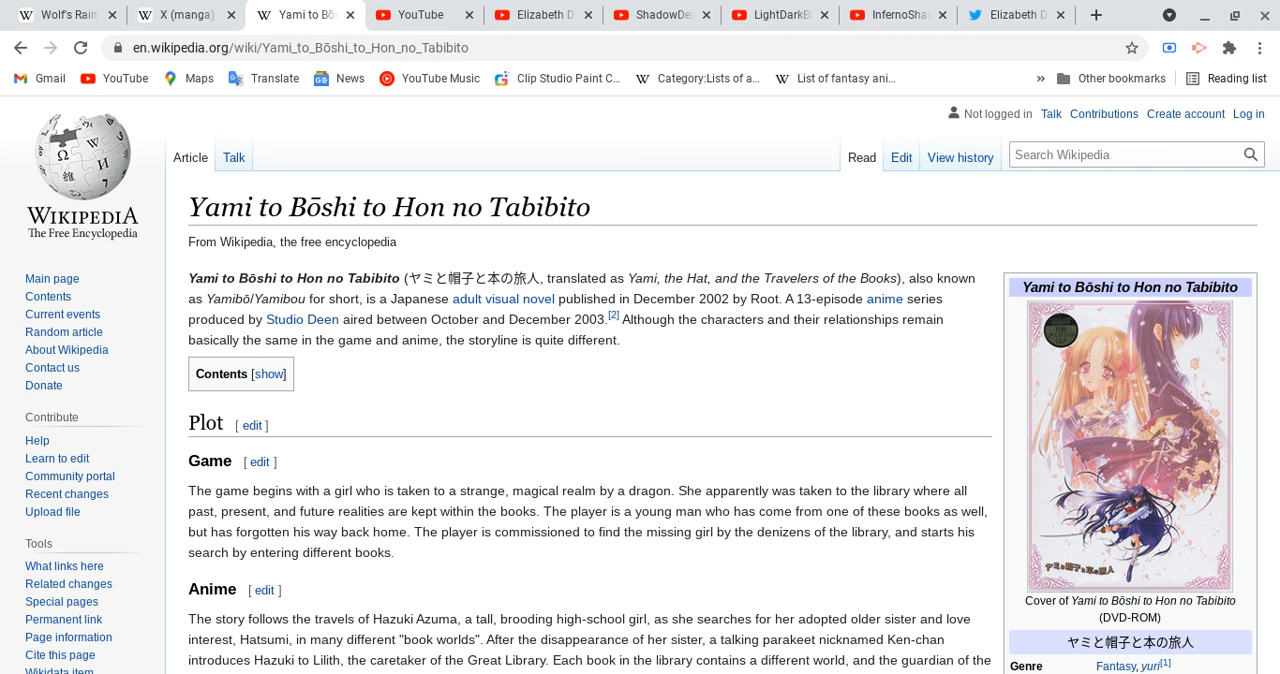 Wolf's Rain
X (manga)
Yami to Bōs
YouTube
Elizabeth D
ShadowDea
LightDarkBl
InfernoSha
Elizabeth D
en.wikipedia.org/wiki/Yami_to_Bōshi_to_Hon_no_Tabibito
Gmail
YouTube
Maps
Translate
News
YouTube Music
Clip Studio Paint C...
Category:Lists of a...
List of fantasy ani...
»
Other bookmarks
Reading list
Not logged in Talk Contributions Create account Log in
WIKIPEDIA
The Free Encyclopedia
Article Talk Read Edit View history Search Wikipedia
Main page
Contents
Current events
Random article
About Wikipedia
Contact us
Donate
Contribute
Help
Learn to edit
Community portal
Recent changes
Upload file
Tools
What links here
Related changes
Special pages
Permanent link
Page information
Cite this page
Wikidata item
Yami to Bōshi to Hon no Tabibito
From Wikipedia, the free encyclopedia
Yami to Bōshi to Hon no Tabibito (ヤミと帽子と本の旅人, translated as Yami, the Hat, and the Travelers of the Books), also known
as Yamibō/Yamibou for short, is a Japanese adult visual novel published in December 2002 by Root. A 13-episode anime series
produced by Studio Deen aired between October and December 2003.[2] Although the characters and their relationships remain
basically the same in the game and anime, the storyline is quite different.
Contents [show]
Plot [ edit ]
Game [ edit ]
The game begins with a girl who is taken to a strange, magical realm by a dragon. She apparently was taken to the library where all
past, present, and future realities are kept within the books. The player is a young man who has come from one of these books as well,
but has forgotten his way back home. The player is commissioned to find the missing girl by the denizens of the library, and starts his
search by entering different books.
Anime [ edit ]
The story follows the travels of Hazuki Azuma, a tall, brooding high-school girl, as she searches for her adopted older sister and love
interest, Hatsumi, in many different "book worlds". After the disappearance of her sister, a talking parakeet nicknamed Ken-chan
introduces Hazuki to Lilith, the caretaker of the Great Library. Each book in the library contains a different world, and the guardian of the
Yami to Bōshi to Hon no Tabibito
ヤミと帽子と本の旅人
Cover of Yami to Bōshi to Hon no Tabibito
(DVD-ROM)
ヤミと帽子と本の旅人
Genre Fantasy, yuri[1]